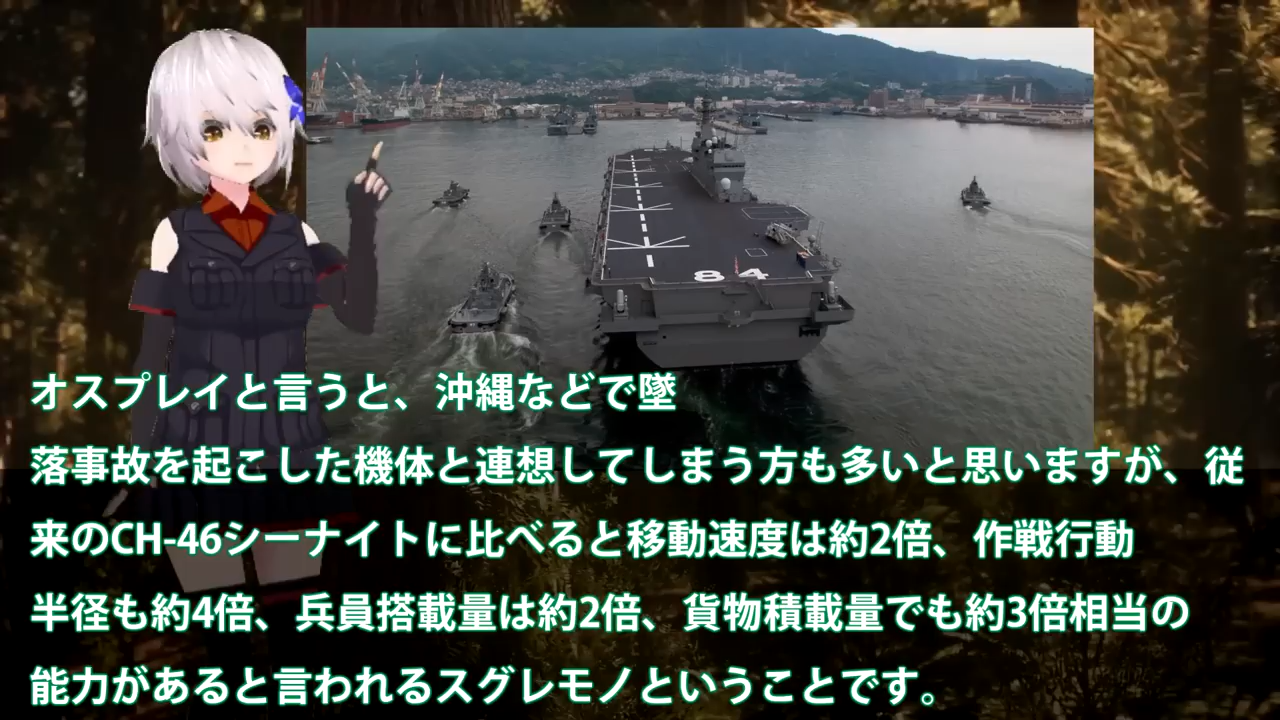 84
オスプレイと言うと、沖縄などで墜
落事故を起こした機体と連想してしまう方も多いと思いますが、従
来のCH-46シーナイトに比べると移動速度は約2倍、作戦行動
半径も約4倍、兵員搭載量は約2倍、貨物積載量でも約3倍相当の
能力があると言われるスグレモノということです。